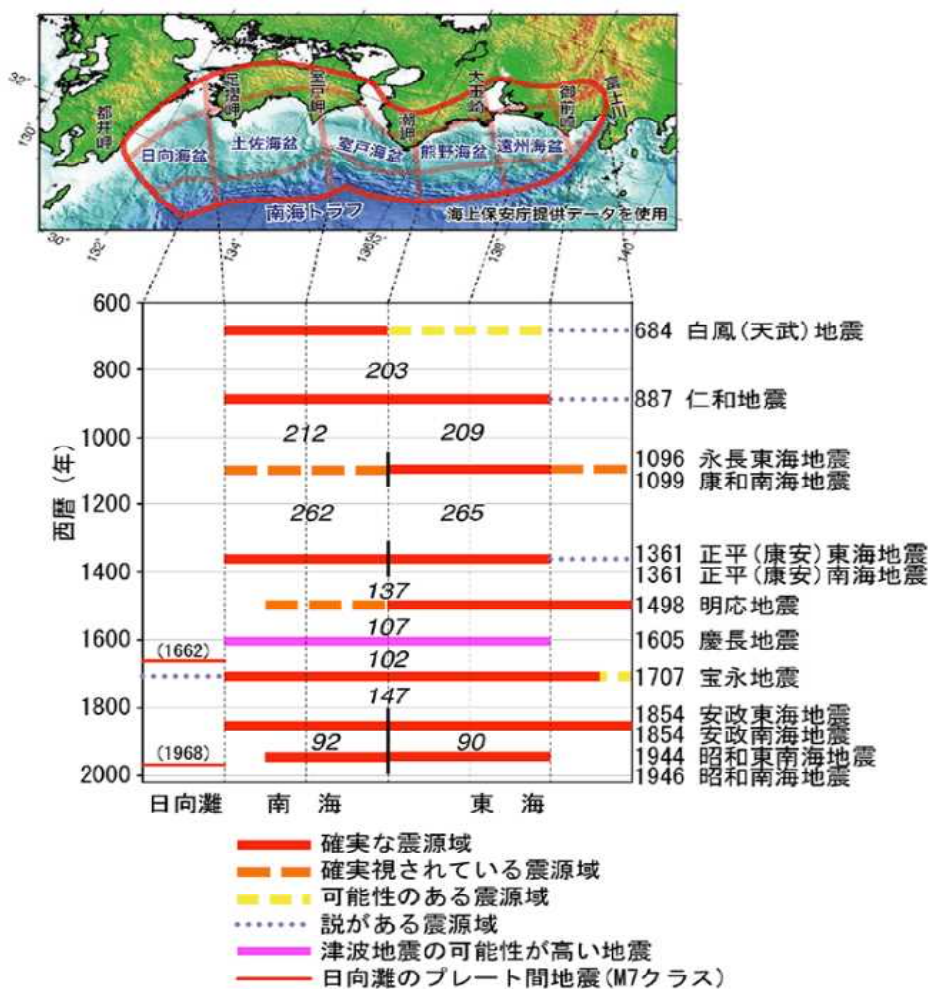 都井岬
足摺岬
室戸岬
潮岬
大王崎
御前崎
富士川
日向海盆
土佐海盆
室戸海盆
熊野海盆
遠州海盆
南海トラフ
海上保安庁提供データを使用
32°
130°
30°
132°
134°
136°
138°
140°
西暦(年)
600
800
1000
1200
1400
1600
1800
2000
203
212
209
262
265
137
107
102
147
92
90
(1662)
(1968)
684 白鳳(天武)地震
887 仁和地震
1096 永長東海地震
1099 康和南海地震
1361 正平(康安)東海地震
1361 正平(康安)南海地震
1498 明応地震
1605 慶長地震
1707 宝永地震
1854 安政東海地震
1854 安政南海地震
1944 昭和東南海地震
1946 昭和南海地震
日向灘 南 海 東 海
確実な震源域
確実視されている震源域
可能性のある震源域
説がある震源域
津波地震の可能性が高い地震
日向灘のプレート間地震(M7クラス)